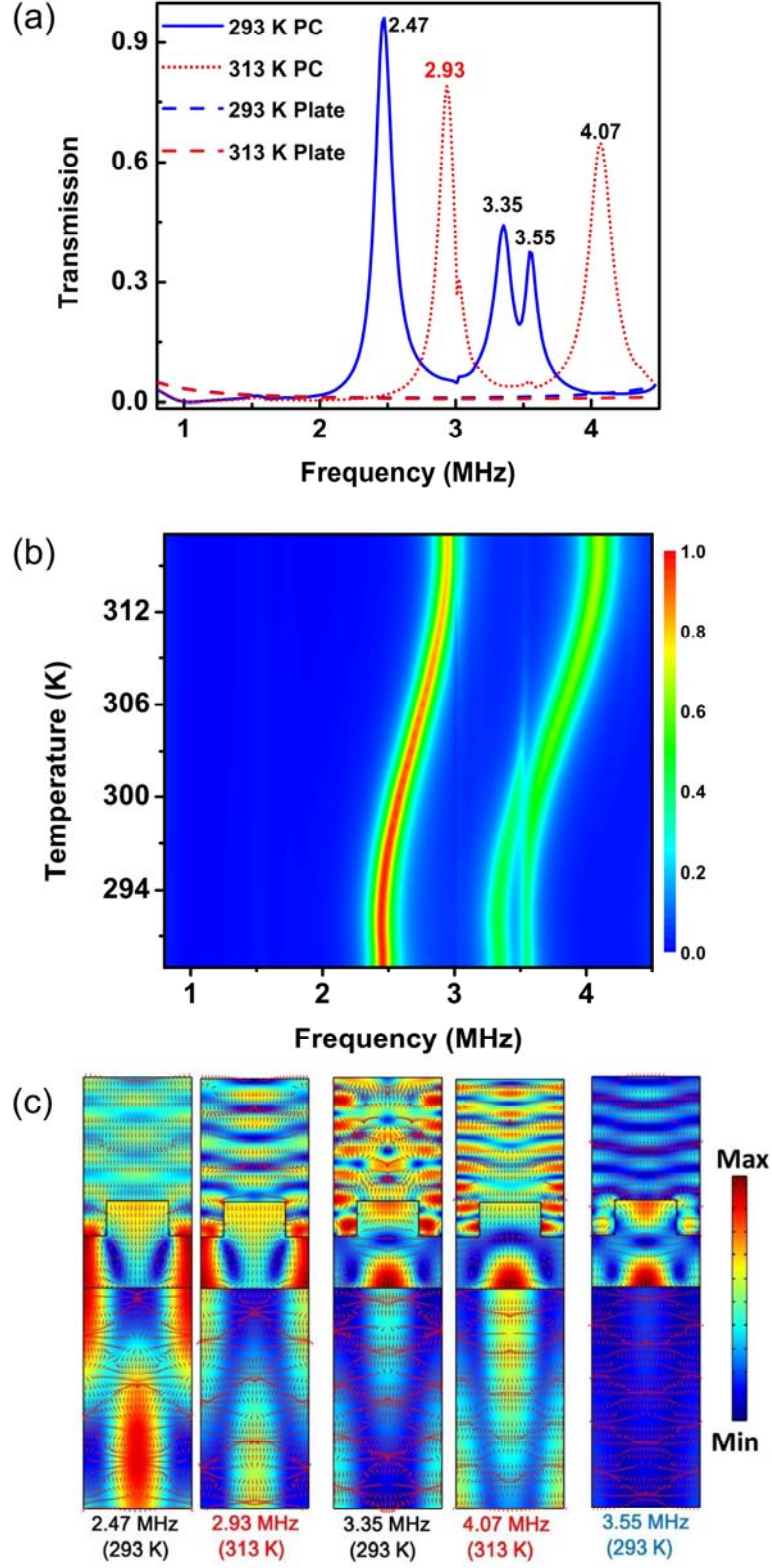 (a)
0.9
0.6
0.3
0.0
Transmission
293 K PC
313 K PC
293 K Plate
313 K Plate
2.47
2.93
3.35
3.55
4.07
1 2 3 4
Frequency (MHz)
(b)
312
306
300
294
Temperature (K)
1.0
0.8
0.6
0.4
0.2
0.0
1 2 3 4
Frequency (MHz)
(c)
Max
Min
2.47 MHz 2.93 MHz 3.35 MHz 4.07 MHz 3.55 MHz
(293 K) (313 K) (293 K) (313 K) (293 K)